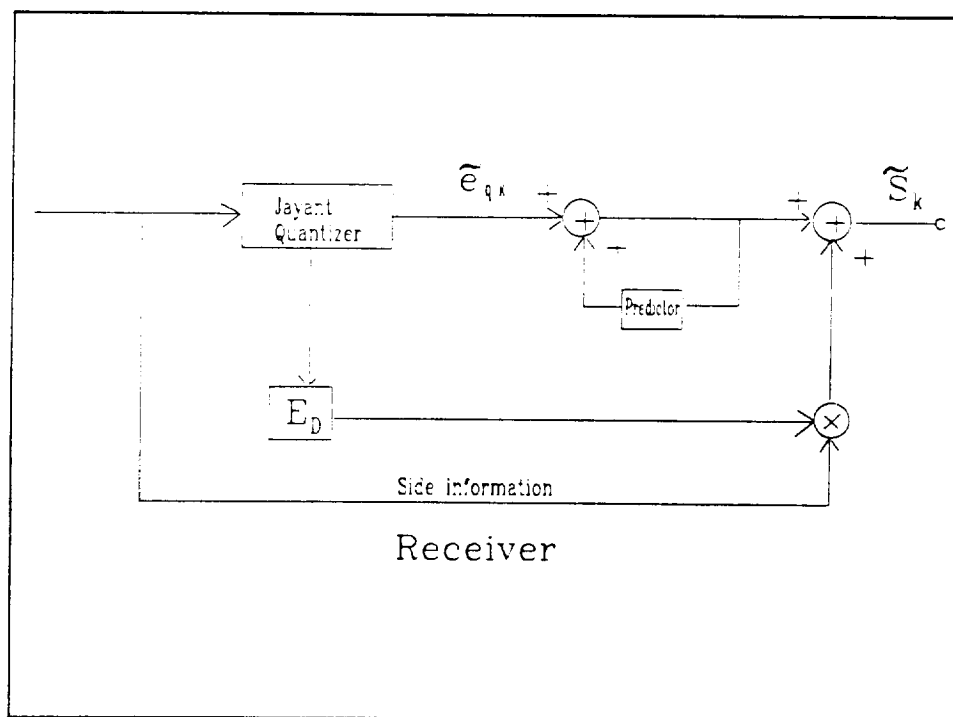 ẽqk
S̃k
+
+
Jayant
Quantizer
+
+
+
+
Predictor
ED
×
Side information
Receiver